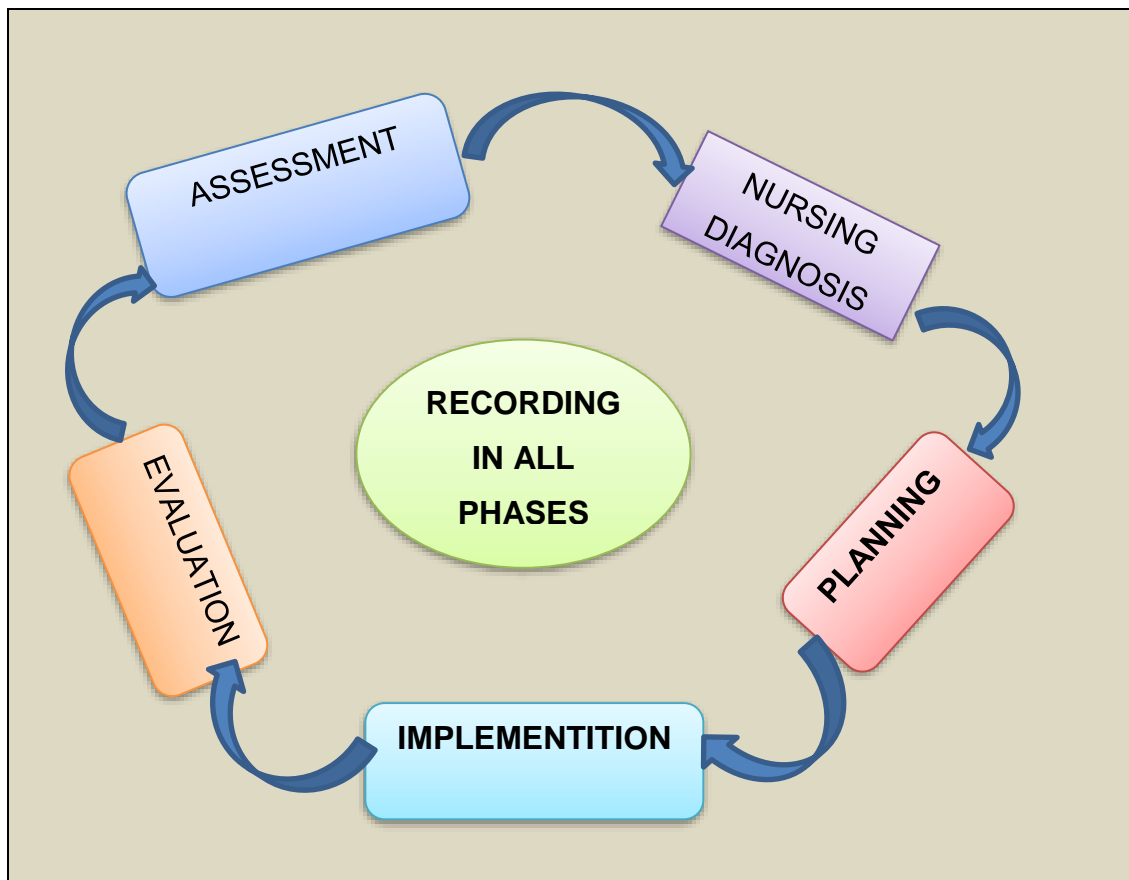 ASSESSMENT
NURSING
DIAGNOSIS
RECORDING
IN ALL
PHASES
PLANNING
EVALUATION
IMPLEMENTITION